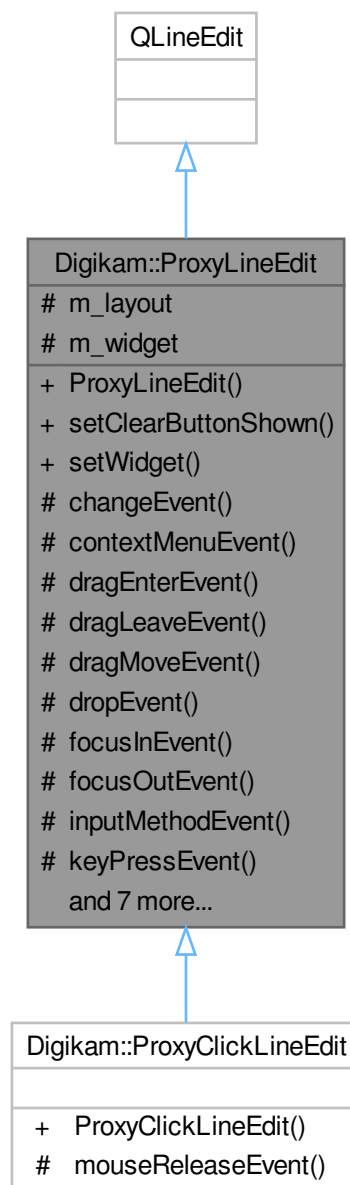 QLineEdit
Digikam::ProxyLineEdit
# m_layout
# m_widget
+ ProxyLineEdit()
+ setClearButtonShown()
+ setWidget()
# changeEvent()
# contextMenuEvent()
# dragEnterEvent()
# dragLeaveEvent()
# dragMoveEvent()
# dropEvent()
# focusInEvent()
# focusOutEvent()
# inputMethodEvent()
# keyPressEvent()
and 7 more...
Digikam::ProxyClickLineEdit
+ ProxyClickLineEdit()
# mouseReleaseEvent()